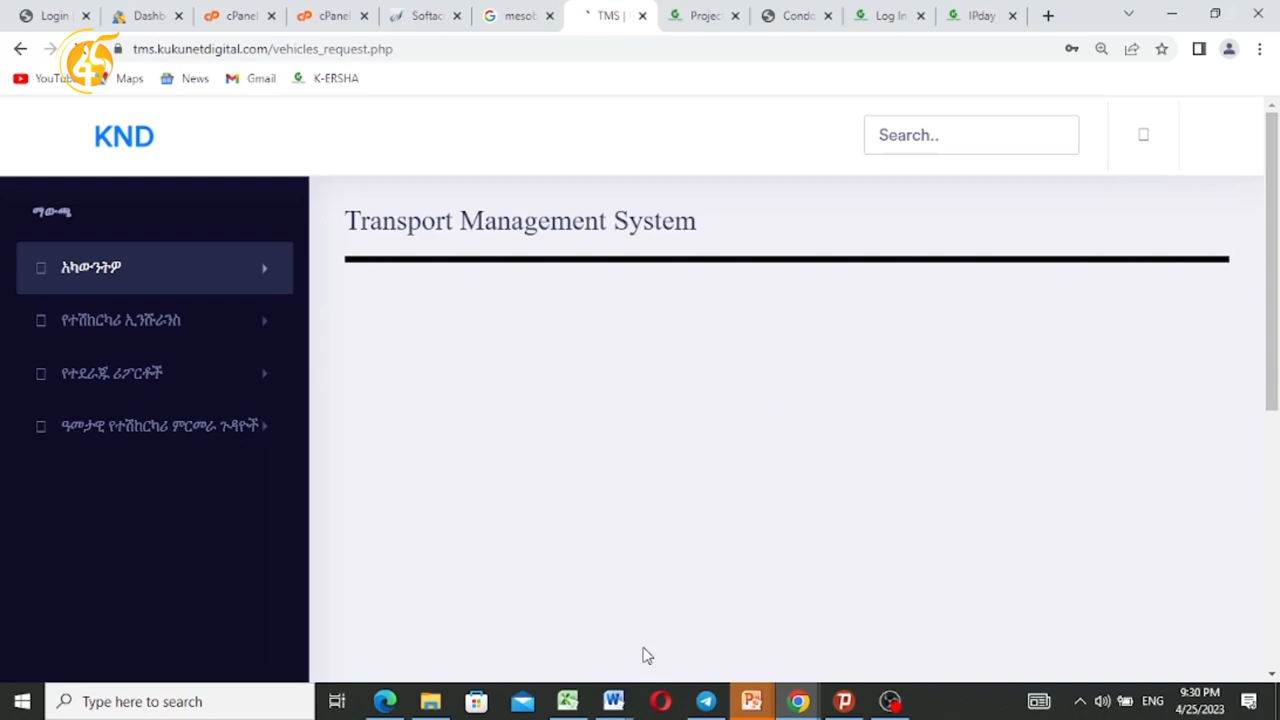 Login
Dashb
cPanel
cPanel
Softac
mesob
TMS |
Projec
Condo
Log In
IPday
tms.kukunetdigital.com/vehicles_request.php
YouTub
Maps
News
Gmail
K-ERSHA
45
KND
Search..
ማውጫ
Transport Management System
አካውንትዎ
የተሽከርካሪ ኢንሹራንስ
የተደራጁ ሪፖርቶች
ዓመታዊ የተሽከርካሪ ምርመራ ጉዳዮች
Type here to search
ENG
9:30 PM
4/25/2023